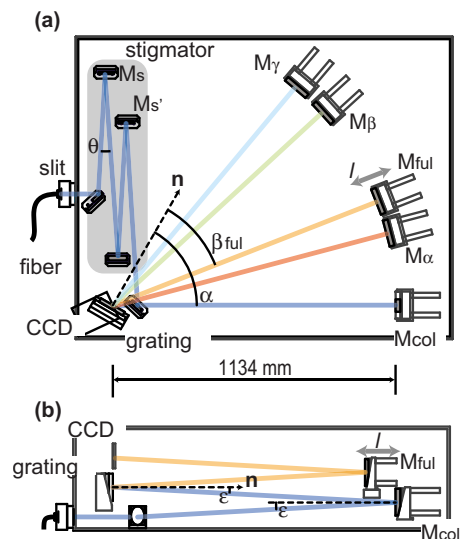 (a)
stigmator
Ms
Ms'
θ
slit
fiber
n
Mγ
Mβ
l
Mful
Mα
βful
α
CCD
grating
Mcol
1134 mm
(b)
CCD
grating
n
ε
ε
l
Mful
Mcol